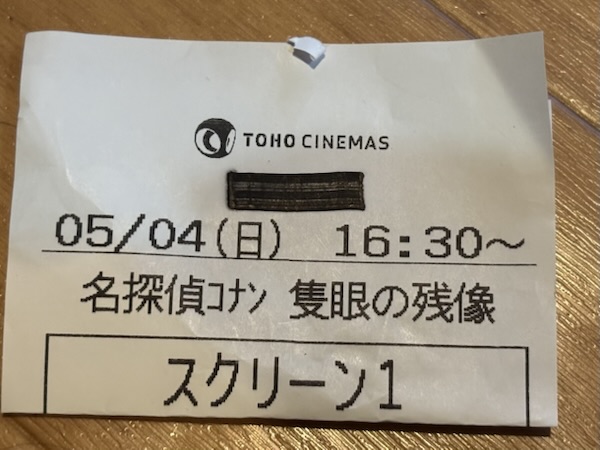 TOHO CINEMAS
05/04(日) 16:30～
名探偵ｺﾅﾝ 隻眼の残像
スクリーン1